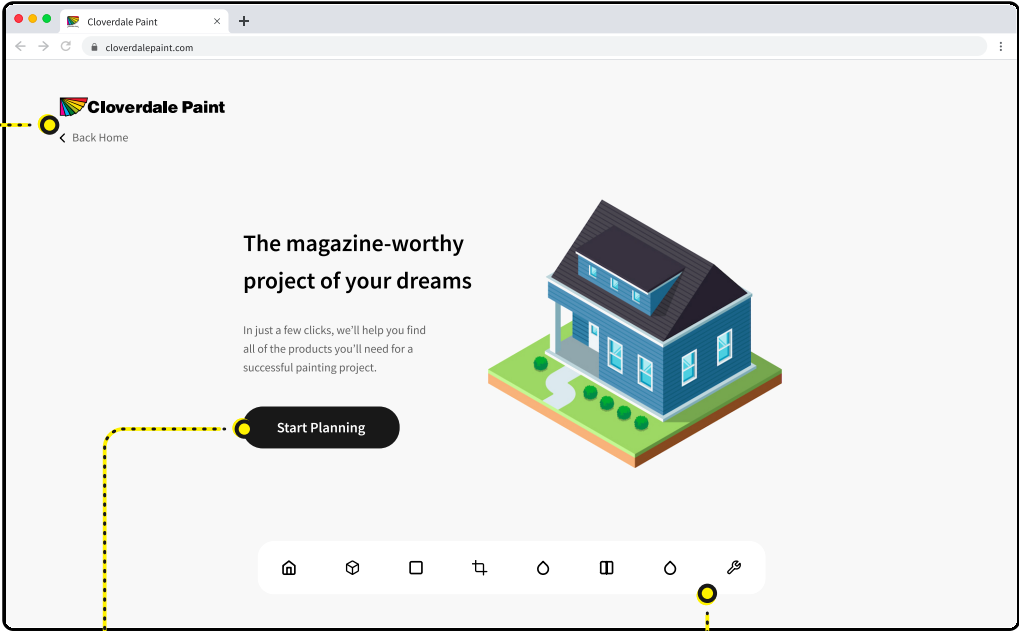 Cloverdale Paint
cloverdalepaint.com
Cloverdale Paint
Back Home
The magazine-worthy
project of your dreams
In just a few clicks, we’ll help you find
all of the products you’ll need for a
successful painting project.
Start Planning